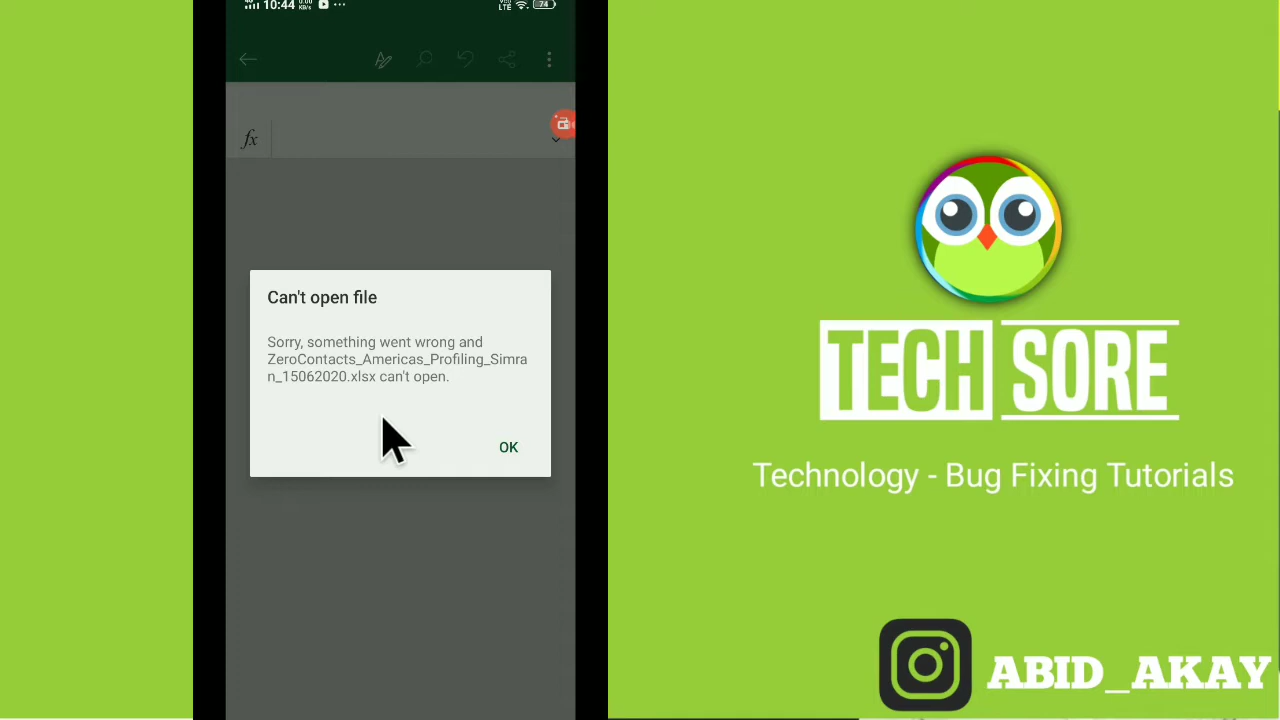 10:44
74
fx
Can't open file
Sorry, something went wrong and
ZeroContacts_Americas_Profiling_Simra
n_15062020.xlsx can't open.
OK
TECH SORE
Technology - Bug Fixing Tutorials
ABID_AKAY